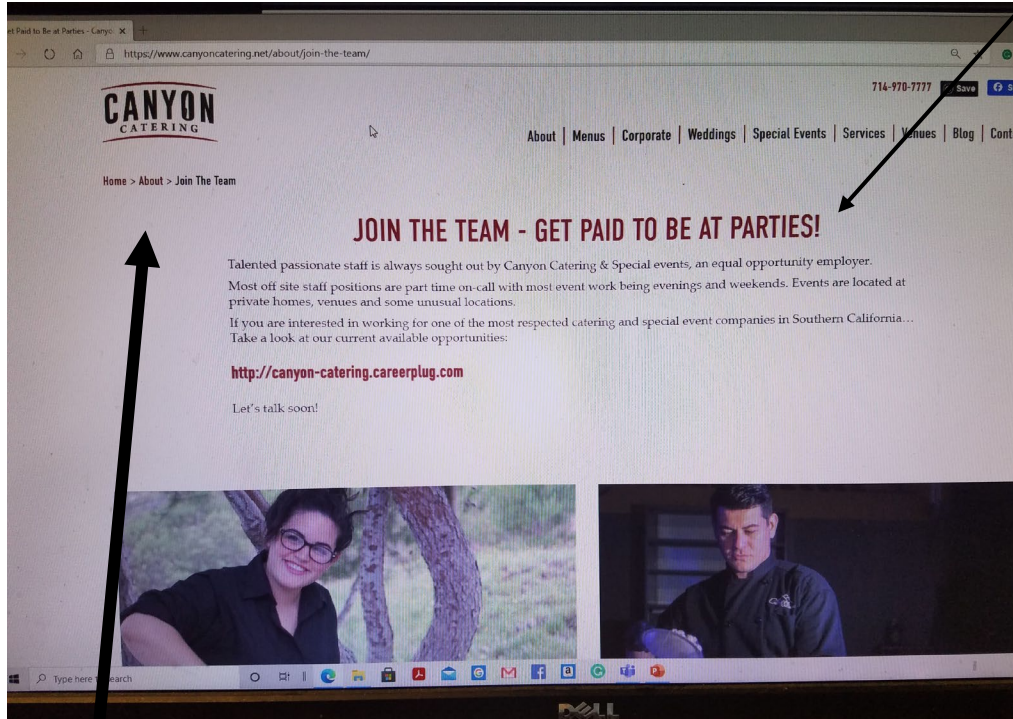 et Paid to Be at Parties - Canyo
https://www.canyoncatering.net/about/join-the-team/
CANYON
CATERING
714-970-7777
Save
About | Menus | Corporate | Weddings | Special Events | Services | Venues | Blog | Cont
Home > About > Join The Team
JOIN THE TEAM - GET PAID TO BE AT PARTIES!
Talented passionate staff is always sought out by Canyon Catering & Special events, an equal opportunity employer.
Most off site staff positions are part time on-call with most event work being evenings and weekends. Events are located at
private homes, venues and some unusual locations.
If you are interested in working for one of the most respected catering and special event companies in Southern California...
Take a look at our current available opportunities:
http://canyon-catering.careerplug.com
Let's talk soon!
Type here to search
DELL